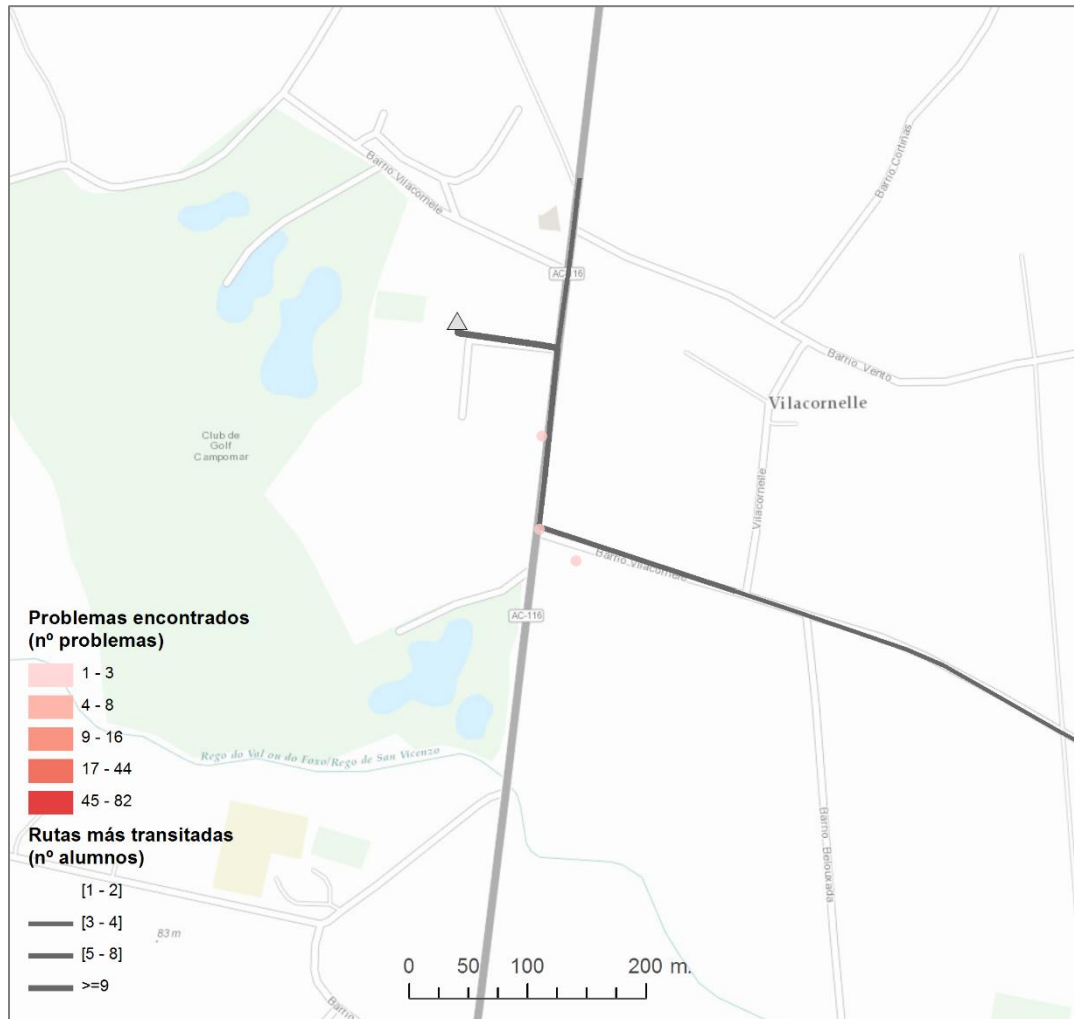 Barrio Cortiñas
Barrio Vilacornelle
AC-116
Barrio Vento
Vilacornelle
Club de
Golf
Campomar
Vilacornelle
Barrio Vilacornelle
AC-116
Problemas encontrados
(nº problemas)
1 - 3
4 - 8
9 - 16
17 - 44
45 - 82
Rego do Val ou do Foxo/Rego de San Vicenzo
Rutas más transitadas
(nº alumnos)
[1 - 2]
[3 - 4]
[5 - 8]
>=9
Barrio Belouxada
83 m
0 50 100 200 m.